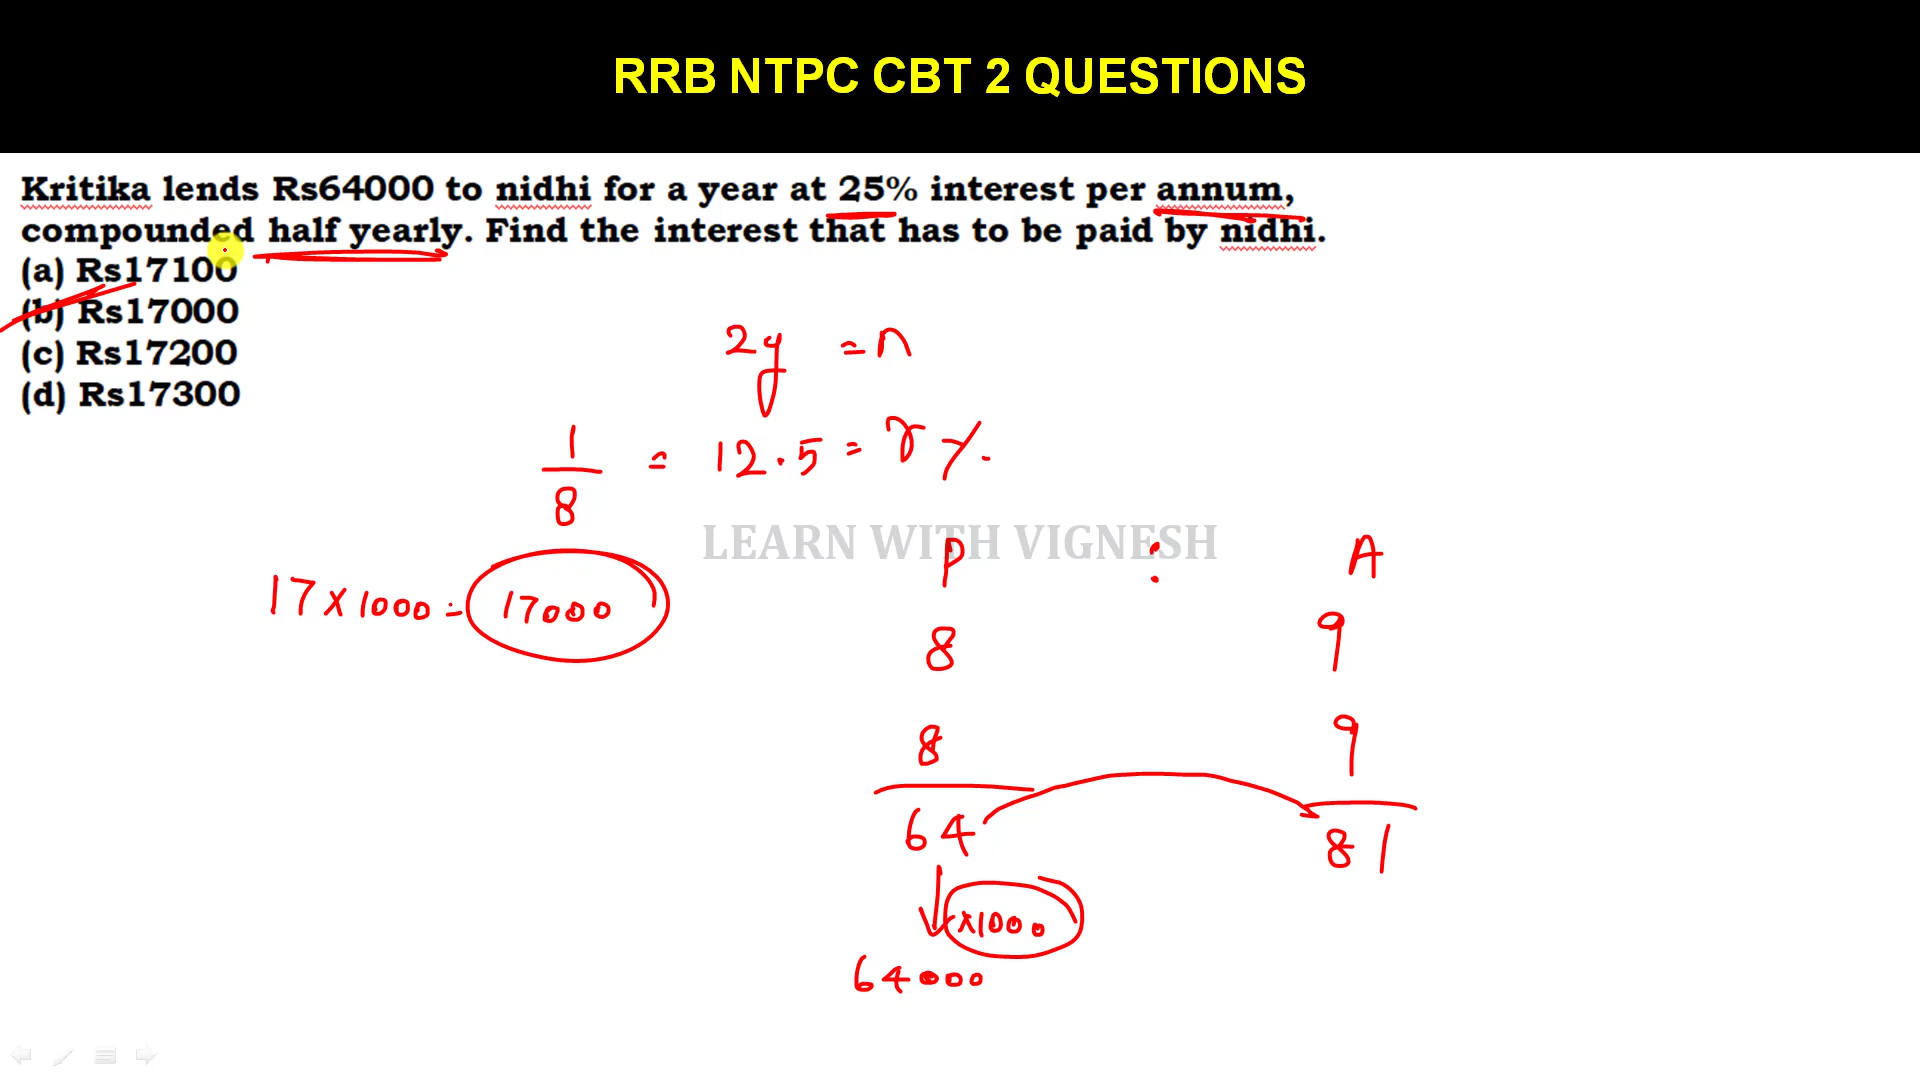 RRB NTPC CBT 2 QUESTIONS
Kritika lends Rs64000 to nidhi for a year at 25% interest per annum,
compounded half yearly. Find the interest that has to be paid by nidhi.
(a) Rs17100
(b) Rs17000
(c) Rs17200
(d) Rs17300
2y = n
1/8 = 12.5 = r %.
LEARN WITH VIGNESH
P : A
17 x 1000 = 17000
8 9
8 9
64 81
x1000
64000